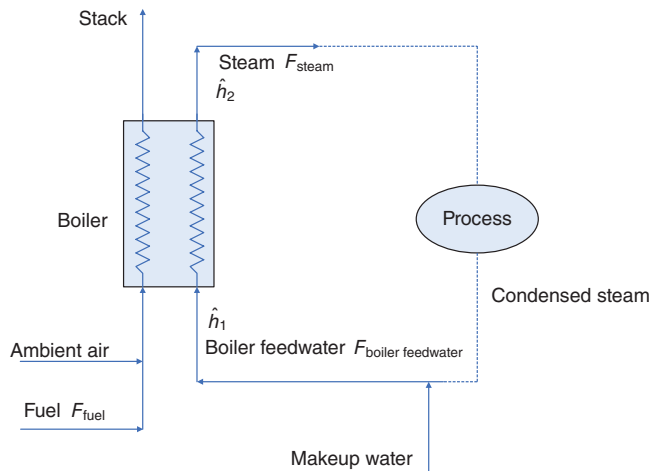 Stack
Steam F_steam
ĥ_2
Boiler
Process
Condensed steam
ĥ_1
Boiler feedwater F_boiler feedwater
Ambient air
Fuel F_fuel
Makeup water